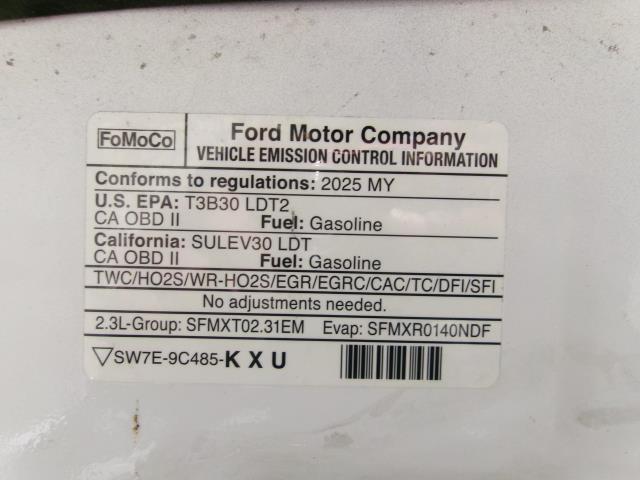 FoMoCo Ford Motor Company
VEHICLE EMISSION CONTROL INFORMATION
Conforms to regulations: 2025 MY
U.S. EPA: T3B30 LDT2
CA OBD II Fuel: Gasoline
California: SULEV30 LDT
CA OBD II Fuel: Gasoline
TWC/HO2S/WR-HO2S/EGR/EGRC/CAC/TC/DFI/SFI
No adjustments needed.
2.3L-Group: SFMXT02.31EM Evap: SFMXR0140NDF
▽SW7E-9C485-K X U